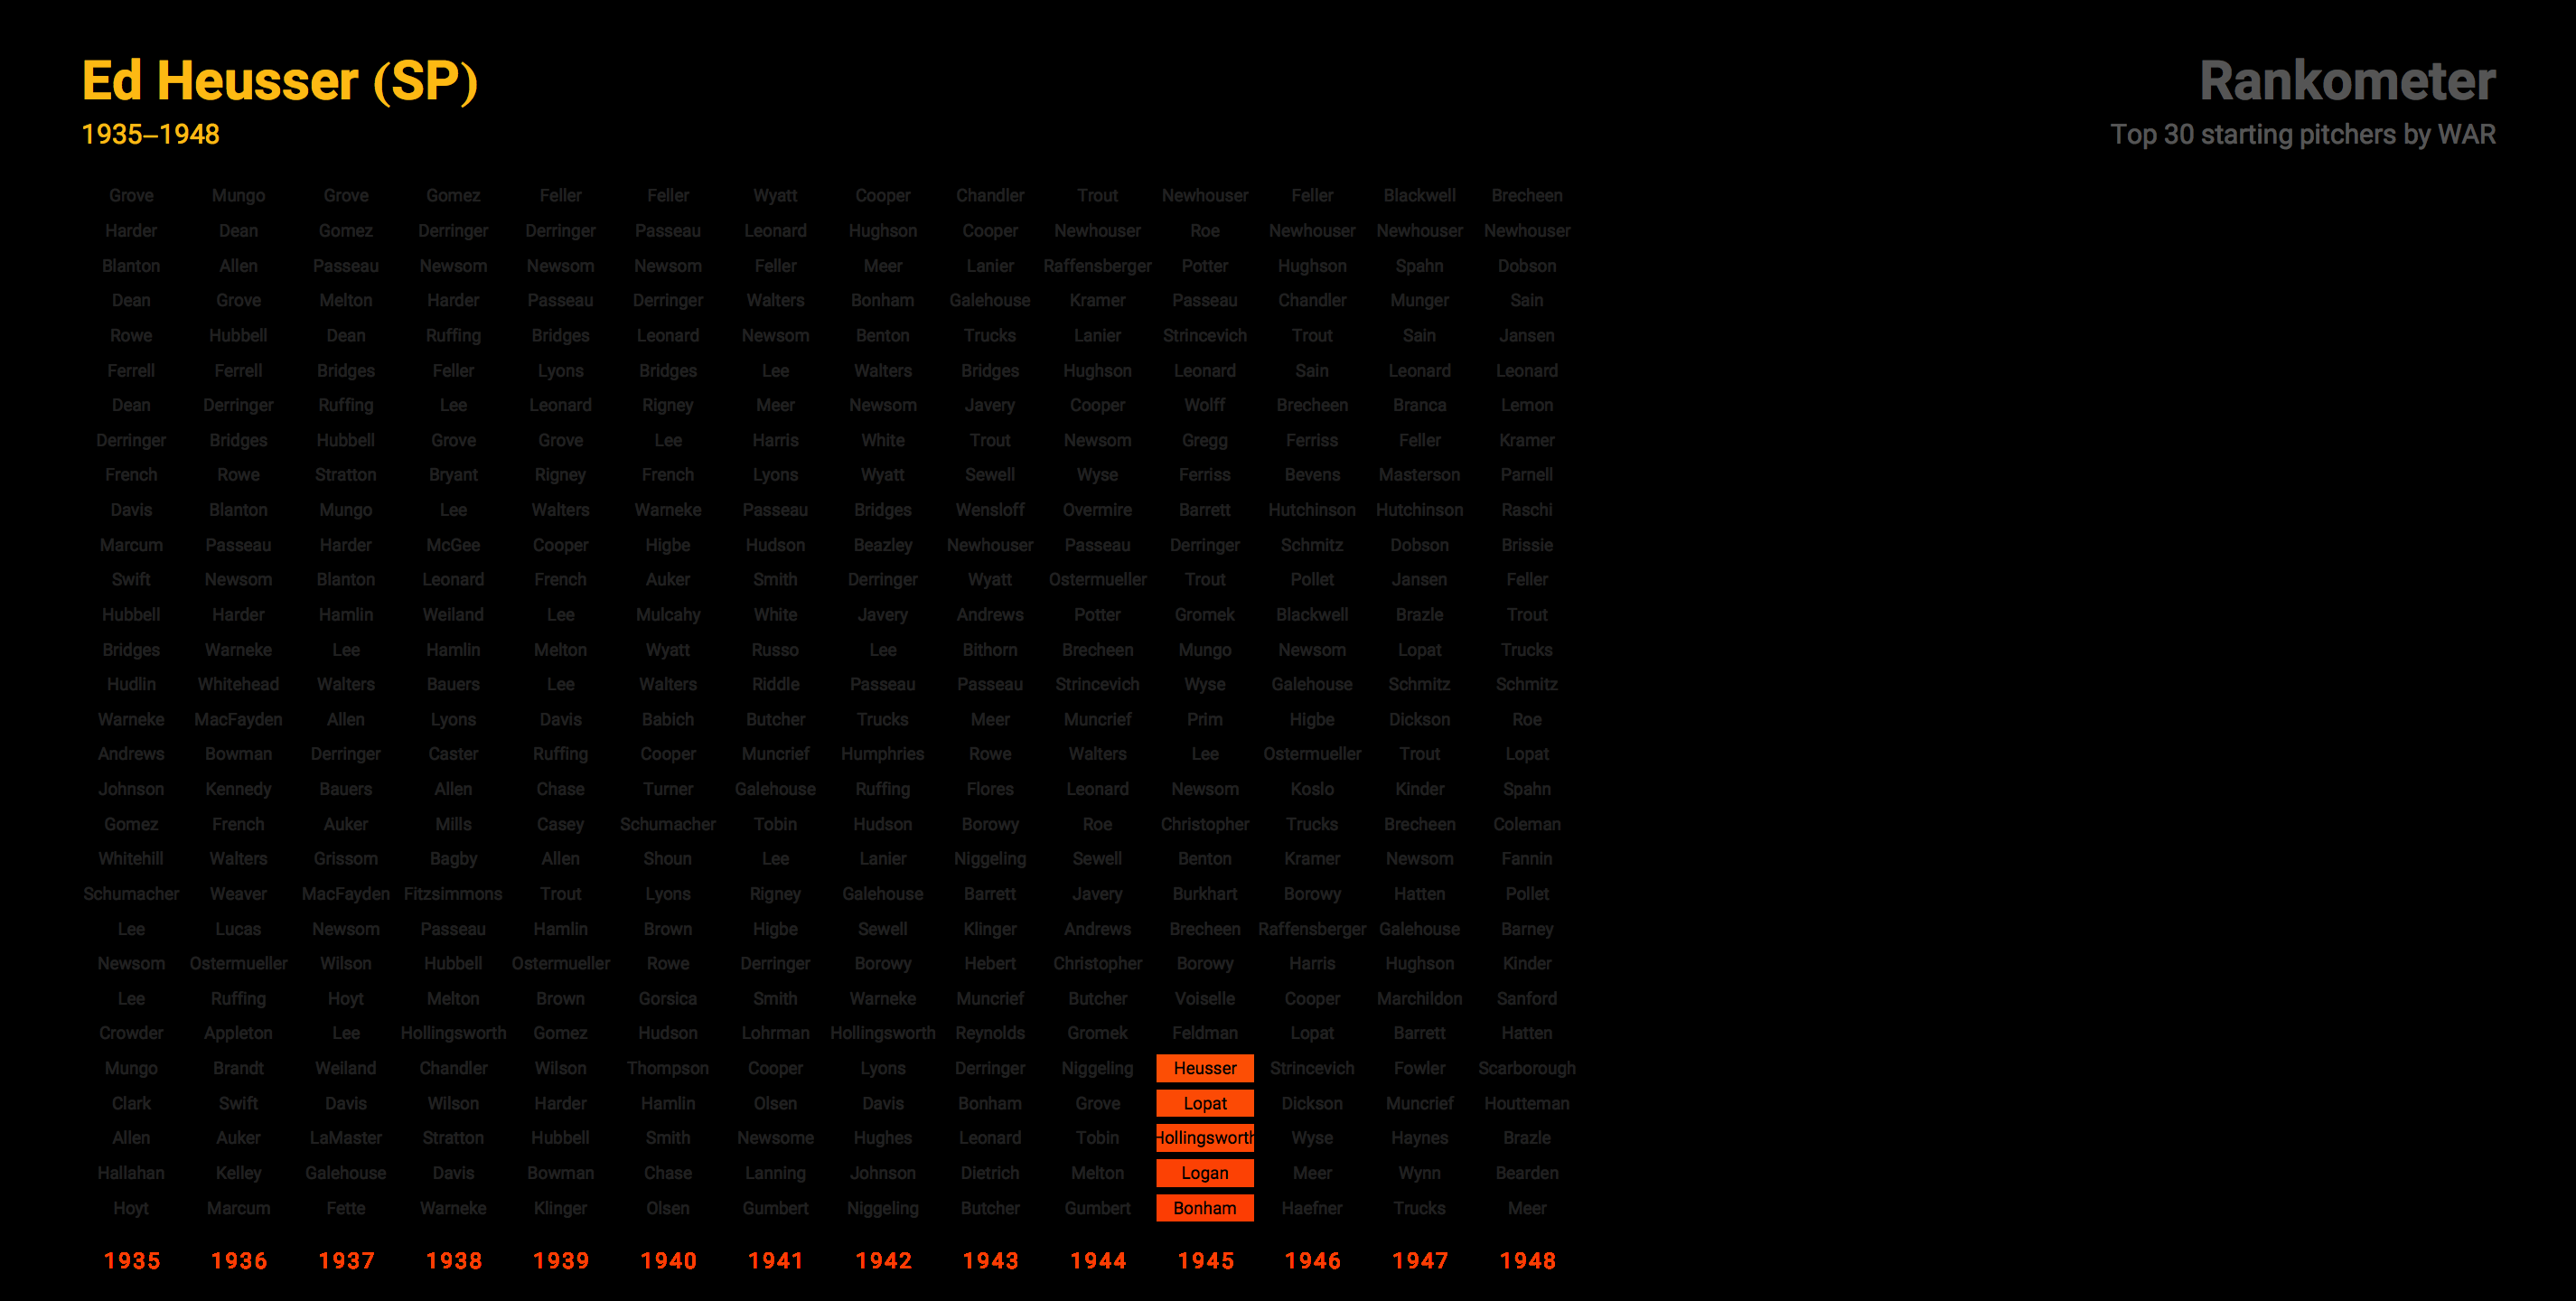 Ed Heusser (SP)
1935–1948
Rankometer
Top 30 starting pitchers by WAR
Grove Mungo Grove Gomez Feller Feller Wyatt Cooper Chandler Trout Newhouser Feller Blackwell Brecheen
Harder Dean Gomez Derringer Derringer Passeau Leonard Hughson Cooper Newhouser Roe Newhouser Newhouser Newhouser
Blanton Allen Passeau Newsom Newsom Newsom Feller Meer Lanier Raffensberger Potter Hughson Spahn Dobson
Dean Grove Melton Harder Passeau Derringer Walters Bonham Galehouse Kramer Passeau Chandler Munger Sain
Rowe Hubbell Dean Ruffing Bridges Leonard Newsom Benton Trucks Lanier Strincevich Trout Sain Jansen
Ferrell Ferrell Bridges Feller Lyons Bridges Lee Walters Bridges Hughson Leonard Sain Leonard Leonard
Dean Derringer Ruffing Lee Leonard Rigney Meer Newsom Javery Cooper Wolff Brecheen Branca Lemon
Derringer Bridges Hubbell Grove Grove Lee Harris White Trout Newsom Gregg Ferriss Feller Kramer
French Rowe Stratton Bryant Rigney French Lyons Wyatt Sewell Wyse Ferriss Bevens Masterson Parnell
Davis Blanton Mungo Lee Walters Warneke Passeau Bridges Wensloff Overmire Barrett Hutchinson Hutchinson Raschi
Marcum Passeau Harder McGee Cooper Higbe Hudson Beazley Newhouser Passeau Derringer Schmitz Dobson Brissie
Swift Newsom Blanton Leonard French Auker Smith Derringer Wyatt Ostermueller Trout Pollet Jansen Feller
Hubbell Harder Hamlin Weiland Lee Mulcahy White Javery Andrews Potter Gromek Blackwell Brazle Trout
Bridges Warneke Lee Hamlin Melton Wyatt Russo Lee Bithorn Brecheen Mungo Newsom Lopat Trucks
Hudlin Whitehead Walters Bauers Lee Walters Riddle Passeau Passeau Strincevich Wyse Galehouse Schmitz Schmitz
Warneke MacFayden Allen Lyons Davis Babich Butcher Trucks Meer Muncrief Prim Higbe Dickson Roe
Andrews Bowman Derringer Caster Ruffing Cooper Muncrief Humphries Rowe Walters Lee Ostermueller Trout Lopat
Johnson Kennedy Bauers Allen Chase Turner Galehouse Ruffing Flores Leonard Newsom Koslo Kinder Spahn
Gomez French Auker Mills Casey Schumacher Tobin Hudson Borowy Roe Christopher Trucks Brecheen Coleman
Whitehill Walters Grissom Bagby Allen Shoun Lee Lanier Niggeling Sewell Benton Kramer Newsom Fannin
Schumacher Weaver MacFayden Fitzsimmons Trout Lyons Rigney Galehouse Barrett Javery Burkhart Borowy Hatten Pollet
Lee Lucas Newsom Passeau Hamlin Brown Higbe Sewell Klinger Andrews Brecheen Raffensberger Galehouse Barney
Newsom Ostermueller Wilson Hubbell Ostermueller Rowe Derringer Borowy Hebert Christopher Borowy Harris Hughson Kinder
Lee Ruffing Hoyt Melton Brown Gorsica Smith Warneke Muncrief Butcher Voiselle Cooper Marchildon Sanford
Crowder Appleton Lee Hollingsworth Gomez Hudson Lohrman Hollingsworth Reynolds Gromek Feldman Lopat Barrett Hatten
Mungo Brandt Weiland Chandler Wilson Thompson Cooper Lyons Derringer Niggeling Heusser Strincevich Fowler Scarborough
Clark Swift Davis Wilson Harder Hamlin Olsen Davis Bonham Grove Lopat Dickson Muncrief Houtteman
Allen Auker LaMaster Stratton Hubbell Smith Newsome Hughes Leonard Tobin Hollingsworth Wyse Haynes Brazle
Hallahan Kelley Galehouse Davis Bowman Chase Lanning Johnson Dietrich Melton Logan Meer Wynn Bearden
Hoyt Marcum Fette Warneke Klinger Olsen Gumbert Niggeling Butcher Gumbert Bonham Haefner Trucks Meer
1935 1936 1937 1938 1939 1940 1941 1942 1943 1944 1945 1946 1947 1948